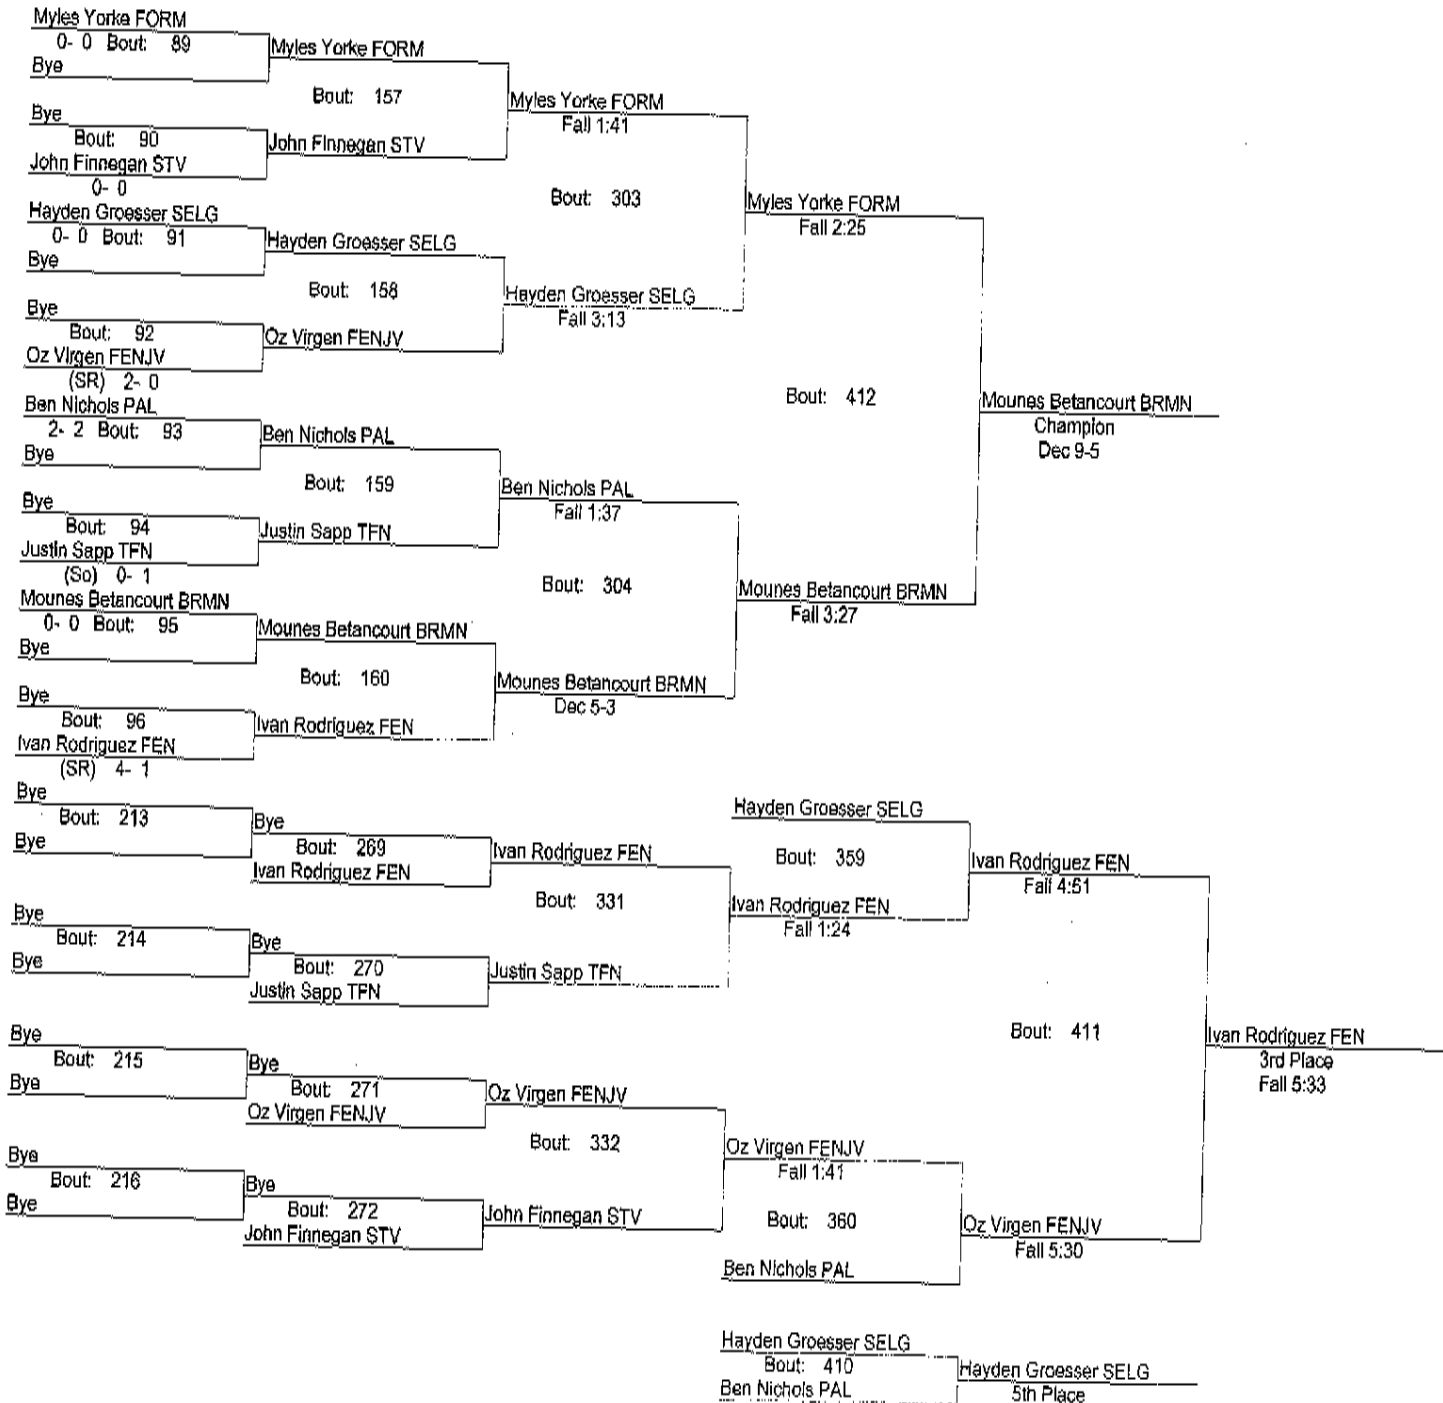 Myles Yorke FORM
0- 0 Bout: 89
Bye
Myles Yorke FORM
Bout: 157
Bye
Bout: 90
John Finnegan STV
0- 0
John Finnegan STV
Myles Yorke FORM
Fall 1:41
Bout: 303
Hayden Groesser SELG
0- 0 Bout: 91
Bye
Hayden Groesser SELG
Bout: 158
Bye
Bout: 92
Oz Virgen FENJV
(SR) 2- 0
Oz Virgen FENJV
Hayden Groesser SELG
Fall 3:13
Myles Yorke FORM
Fall 2:25
Bout: 412
Ben Nichols PAL
2- 2 Bout: 93
Bye
Ben Nichols PAL
Bout: 159
Bye
Bout: 94
Justin Sapp TFN
(So) 0- 1
Justin Sapp TFN
Ben Nichols PAL
Fall 1:37
Bout: 304
Mounes Betancourt BRMN
0- 0 Bout: 95
Bye
Mounes Betancourt BRMN
Bout: 160
Bye
Bout: 96
Ivan Rodriguez FEN
(SR) 4- 1
Ivan Rodriguez FEN
Mounes Betancourt BRMN
Dec 5-3
Mounes Betancourt BRMN
Fall 3:27
Mounes Betancourt BRMN
Champion
Dec 9-5
Bye
Bout: 213
Bye
Bye
Bout: 269
Ivan Rodriguez FEN
Ivan Rodriguez FEN
Bout: 331
Bye
Bout: 214
Bye
Bye
Bout: 270
Justin Sapp TFN
Justin Sapp TFN
Hayden Groesser SELG
Bout: 359
Ivan Rodriguez FEN
Fall 1:24
Ivan Rodriguez FEN
Fall 4:51
Bout: 411
Bye
Bout: 215
Bye
Bye
Bout: 271
Oz Virgen FENJV
Oz Virgen FENJV
Bout: 332
Bye
Bout: 216
Bye
Bye
Bout: 272
John Finnegan STV
John Finnegan STV
Oz Virgen FENJV
Fall 1:41
Bout: 360
Ben Nichols PAL
Oz Virgen FENJV
Fall 5:30
Ivan Rodriguez FEN
3rd Place
Fall 5:33
Hayden Groesser SELG
Bout: 410
Ben Nichols PAL
Hayden Groesser SELG
5th Place